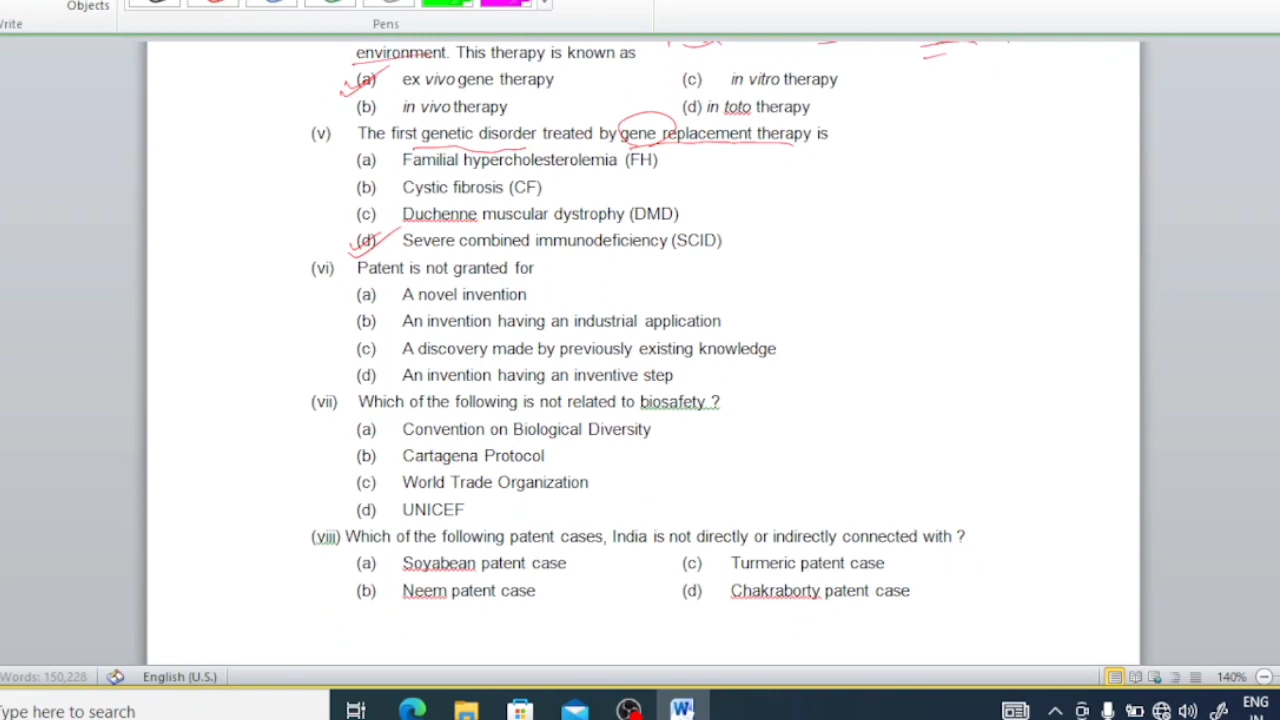 Objects
Write
Pens
environment. This therapy is known as
(a) ex vivo gene therapy (c) in vitro therapy
(b) in vivo therapy (d) in toto therapy
(v) The first genetic disorder treated by gene replacement therapy is
(a) Familial hypercholesterolemia (FH)
(b) Cystic fibrosis (CF)
(c) Duchenne muscular dystrophy (DMD)
(d) Severe combined immunodeficiency (SCID)
(vi) Patent is not granted for
(a) A novel invention
(b) An invention having an industrial application
(c) A discovery made by previously existing knowledge
(d) An invention having an inventive step
(vii) Which of the following is not related to biosafety ?
(a) Convention on Biological Diversity
(b) Cartagena Protocol
(c) World Trade Organization
(d) UNICEF
(viii) Which of the following patent cases, India is not directly or indirectly connected with ?
(a) Soyabean patent case (c) Turmeric patent case
(b) Neem patent case (d) Chakraborty patent case
Words: 150,228 English (U.S.) 140%
Type here to search ENG